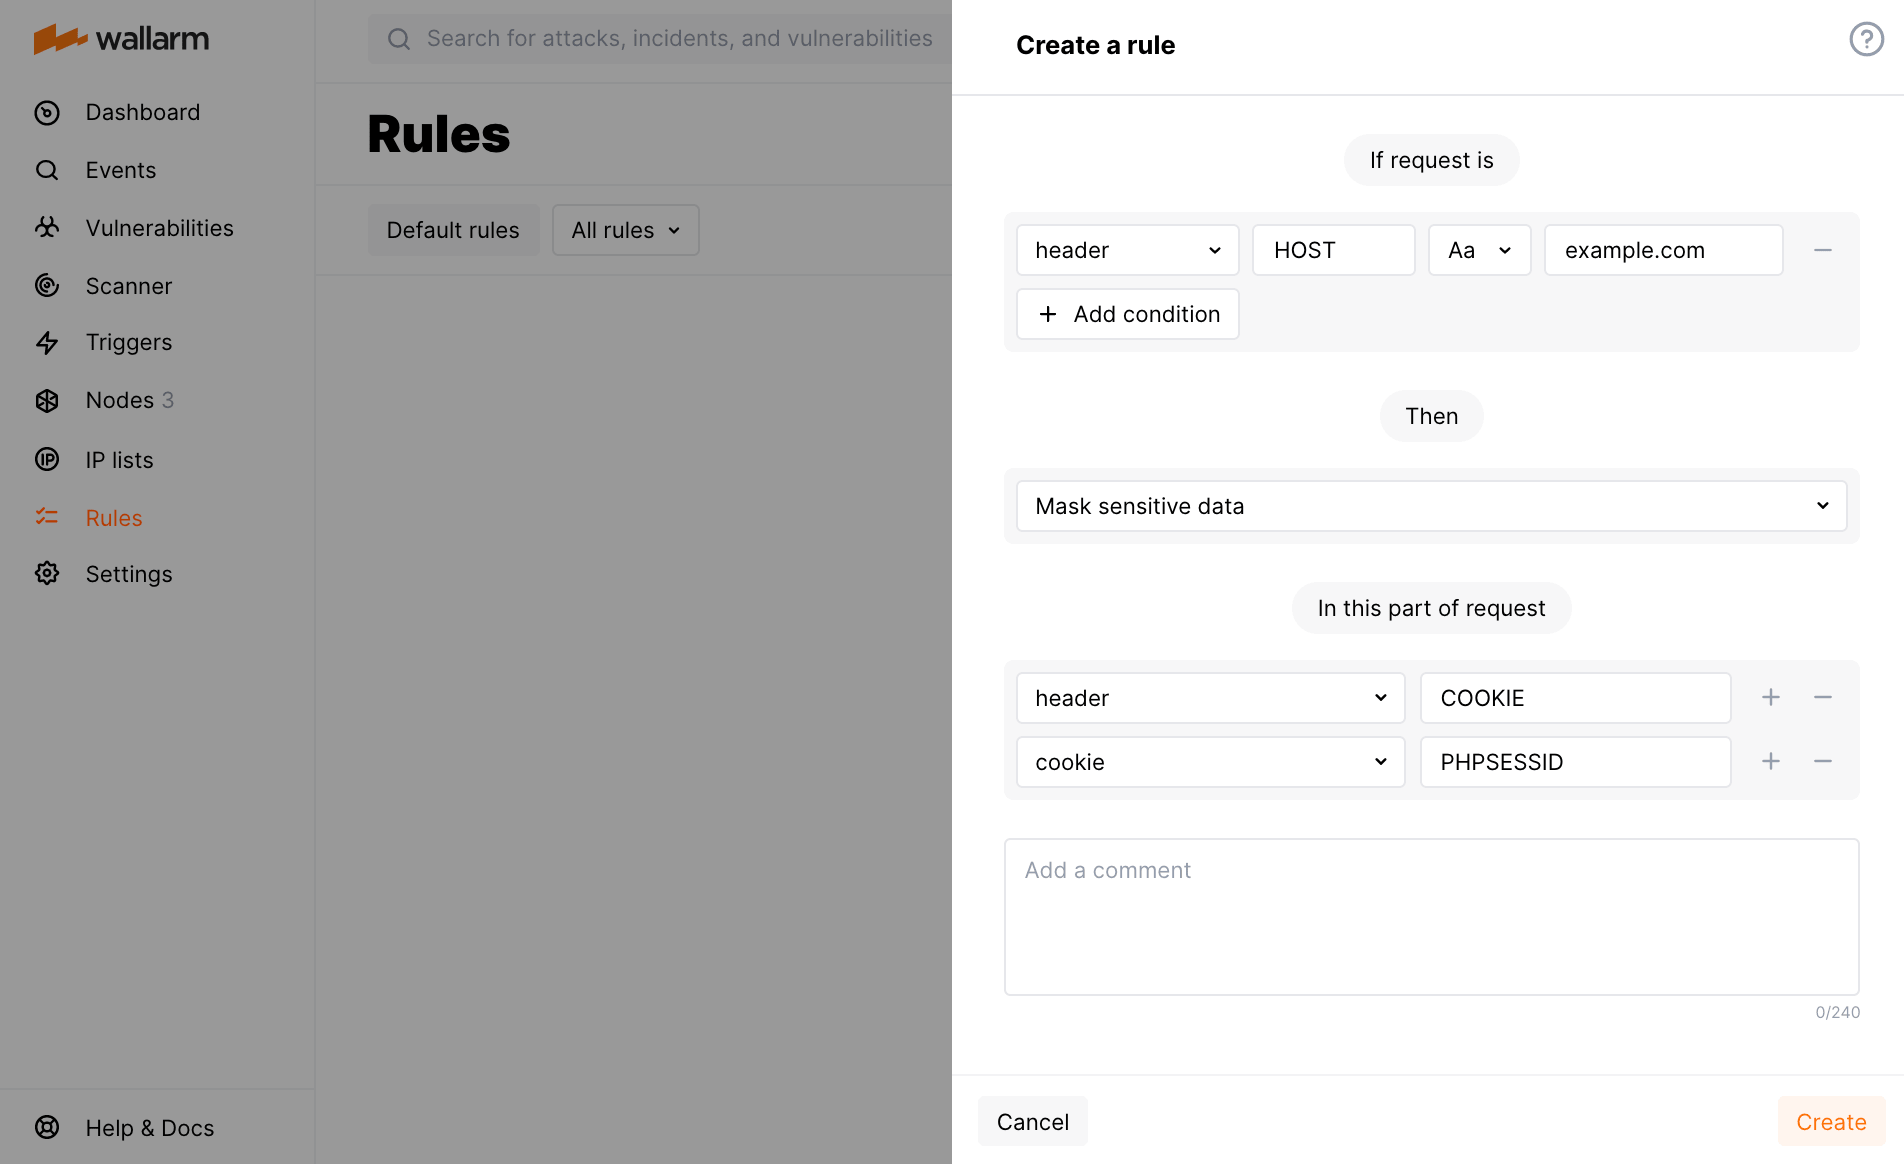 wallarm
Dashboard
Events
Vulnerabilities
Scanner
Triggers
Nodes 3
IP lists
Rules
Settings
Help & Docs
Search for attacks, incidents, and vulnerabilities
Rules
Default rules
All rules
Create a rule
?
If request is
header HOST Aa example.com
+ Add condition
Then
Mask sensitive data
In this part of request
header COOKIE
cookie PHPSESSID
Add a comment
0/240
Cancel
Create